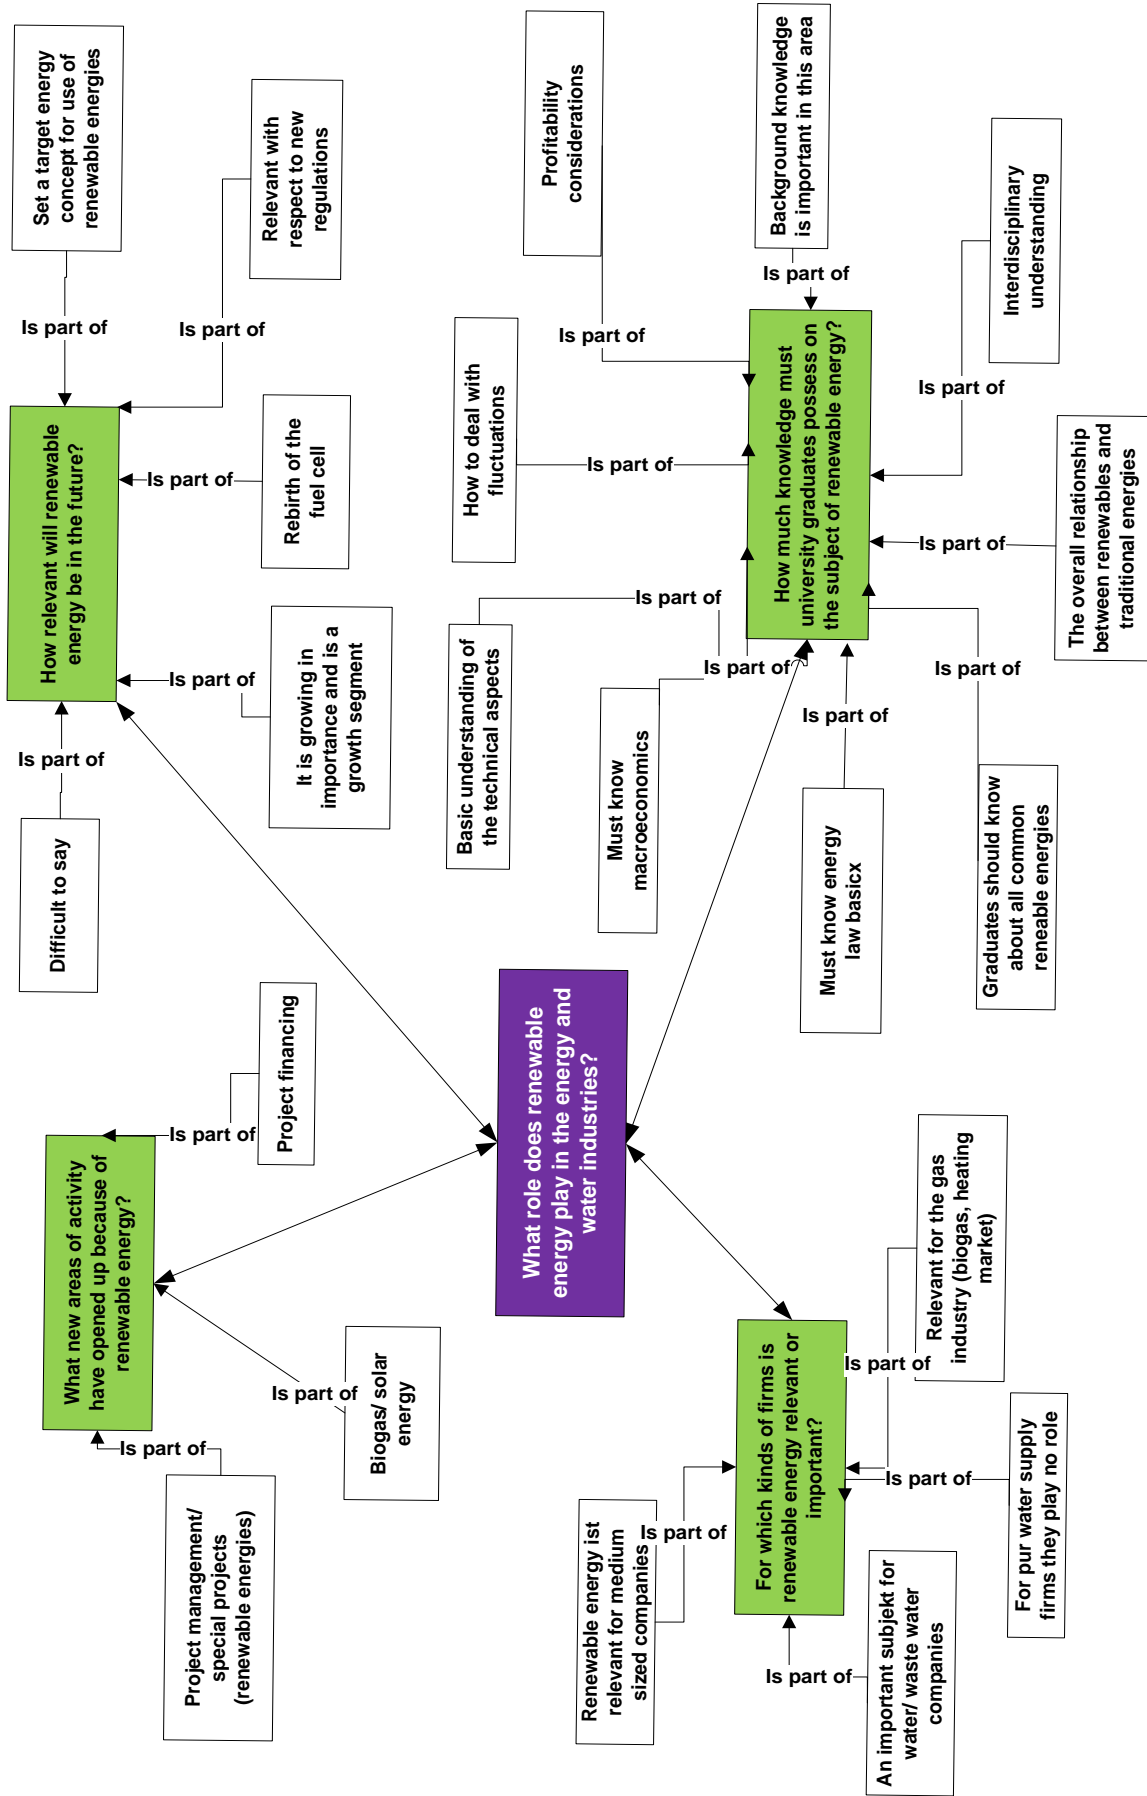 Project management/
special projects
(renewable energies)
Is part of
What new areas of activity
have opened up because of
renewable energy?
Is part of
Project financing
Is part of
Biogas/ solar
energy
Difficult to say
Is part of
How relevant will renewable
energy be in the future?
Is part of
Set a target energy
concept for use of
renewable energies
Is part of
It is growing in
importance and is a
growth segment
Is part of
Rebirth of the
fuel cell
Is part of
Relevant with
respect to new
regulations
What role does renewable
energy play in the energy and
water industries?
Renewable energy ist
relevant for medium
sized companies
Is part of
For which kinds of firms is
renewable energy relevant or
important?
Is part of
An important subjekt for
water/ waste water
companies
Is part of
For pur water supply
firms they play no role
Is part of
Relevant for the gas
industry (biogas, heating
market)
Basic understanding of
the technical aspects
Is part of
How to deal with
fluctuations
Is part of
Profitability
considerations
Is part of
Must know
macroeconomics
Is part of
How much knowledge must
university graduates possess on
the subject of renewable energy?
Is part of
Background knowledge
is important in this area
Must know energy
law basicx
Is part of
Graduates should know
about all common
reneable energies
Is part of
The overall relationship
between renewables and
traditional energies
Is part of
Interdisciplinary
understanding
Is part of